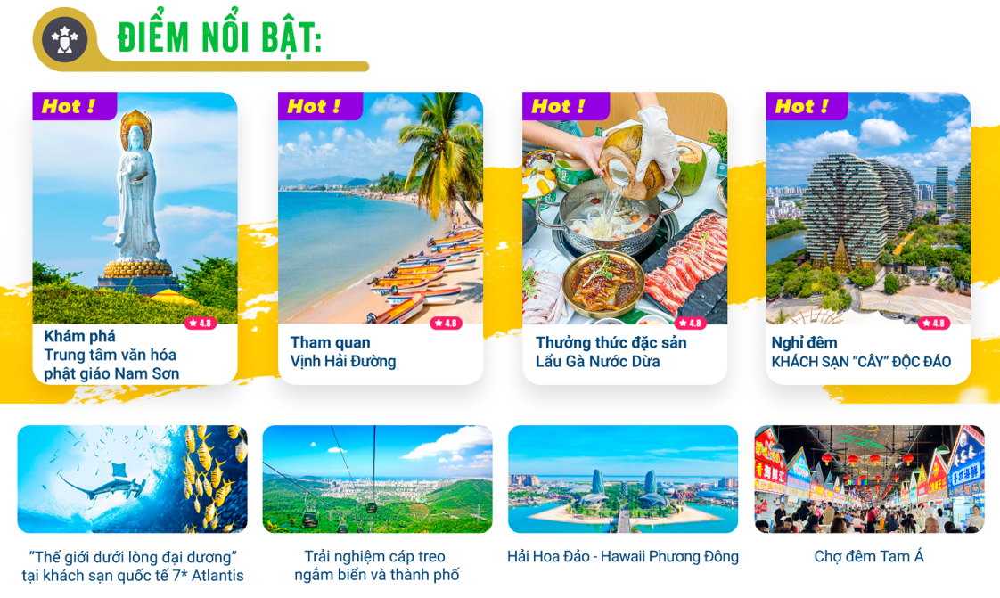 ĐIỂM NỔI BẬT:
Hot !
Hot !
Hot !
Hot !
4.8
4.8
4.8
4.8
Khám phá
Trung tâm văn hóa
phật giáo Nam Sơn
Tham quan
Vịnh Hải Đường
Thưởng thức đặc sản
Lẩu Gà Nước Dừa
Nghỉ đêm
KHÁCH SẠN “CÂY” ĐỘC ĐÁO
“Thế giới dưới lòng đại dương”
tại khách sạn quốc tế 7* Atlantis
Trải nghiệm cáp treo
ngắm biển và thành phố
Hải Hoa Đảo - Hawaii Phương Đông
Chợ đêm Tam Á